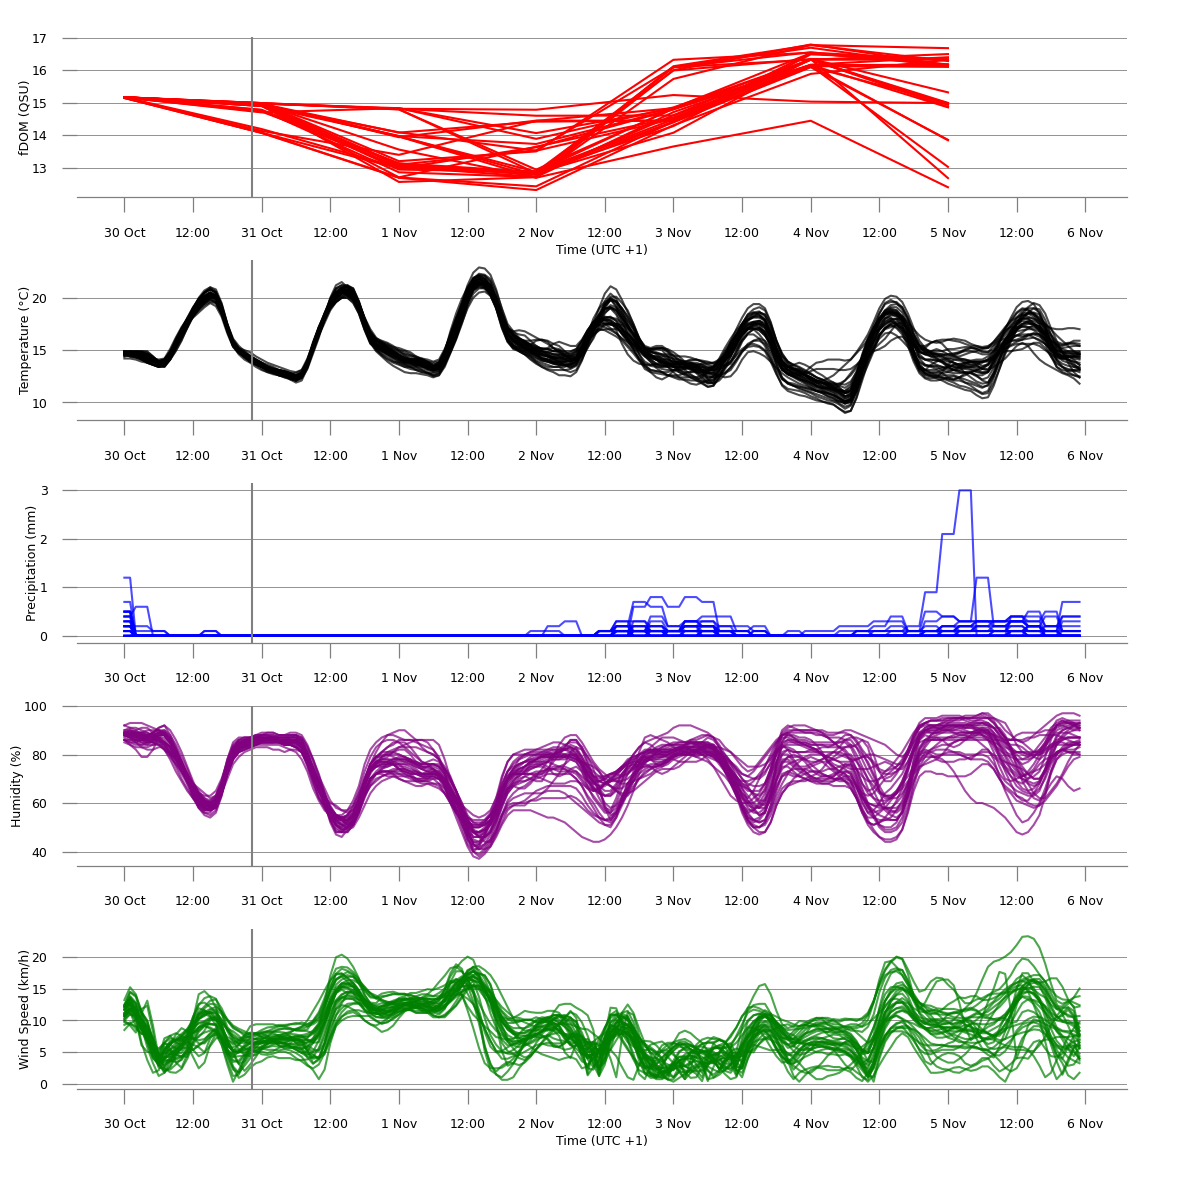 17
16
15
14
13
fDOM (QSU)
30 Oct 12:00 31 Oct 12:00 1 Nov 12:00 2 Nov 12:00 3 Nov 12:00 4 Nov 12:00 5 Nov 12:00 6 Nov
Time (UTC +1)
20
15
10
Temperature (°C)
30 Oct 12:00 31 Oct 12:00 1 Nov 12:00 2 Nov 12:00 3 Nov 12:00 4 Nov 12:00 5 Nov 12:00 6 Nov
3
2
1
0
Precipitation (mm)
30 Oct 12:00 31 Oct 12:00 1 Nov 12:00 2 Nov 12:00 3 Nov 12:00 4 Nov 12:00 5 Nov 12:00 6 Nov
100
80
60
40
Humidity (%)
30 Oct 12:00 31 Oct 12:00 1 Nov 12:00 2 Nov 12:00 3 Nov 12:00 4 Nov 12:00 5 Nov 12:00 6 Nov
20
15
10
5
0
Wind Speed (km/h)
30 Oct 12:00 31 Oct 12:00 1 Nov 12:00 2 Nov 12:00 3 Nov 12:00 4 Nov 12:00 5 Nov 12:00 6 Nov
Time (UTC +1)